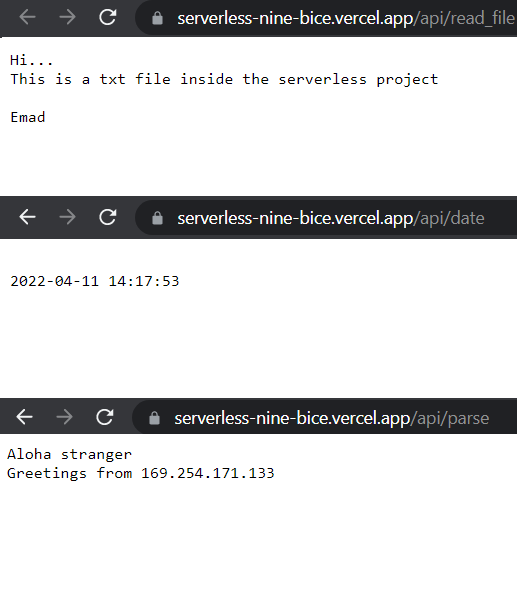 serverless-nine-bice.vercel.app/api/read_file
Hi...
This is a txt file inside the serverless project
Emad
serverless-nine-bice.vercel.app/api/date
2022-04-11 14:17:53
serverless-nine-bice.vercel.app/api/parse
Aloha stranger
Greetings from 169.254.171.133